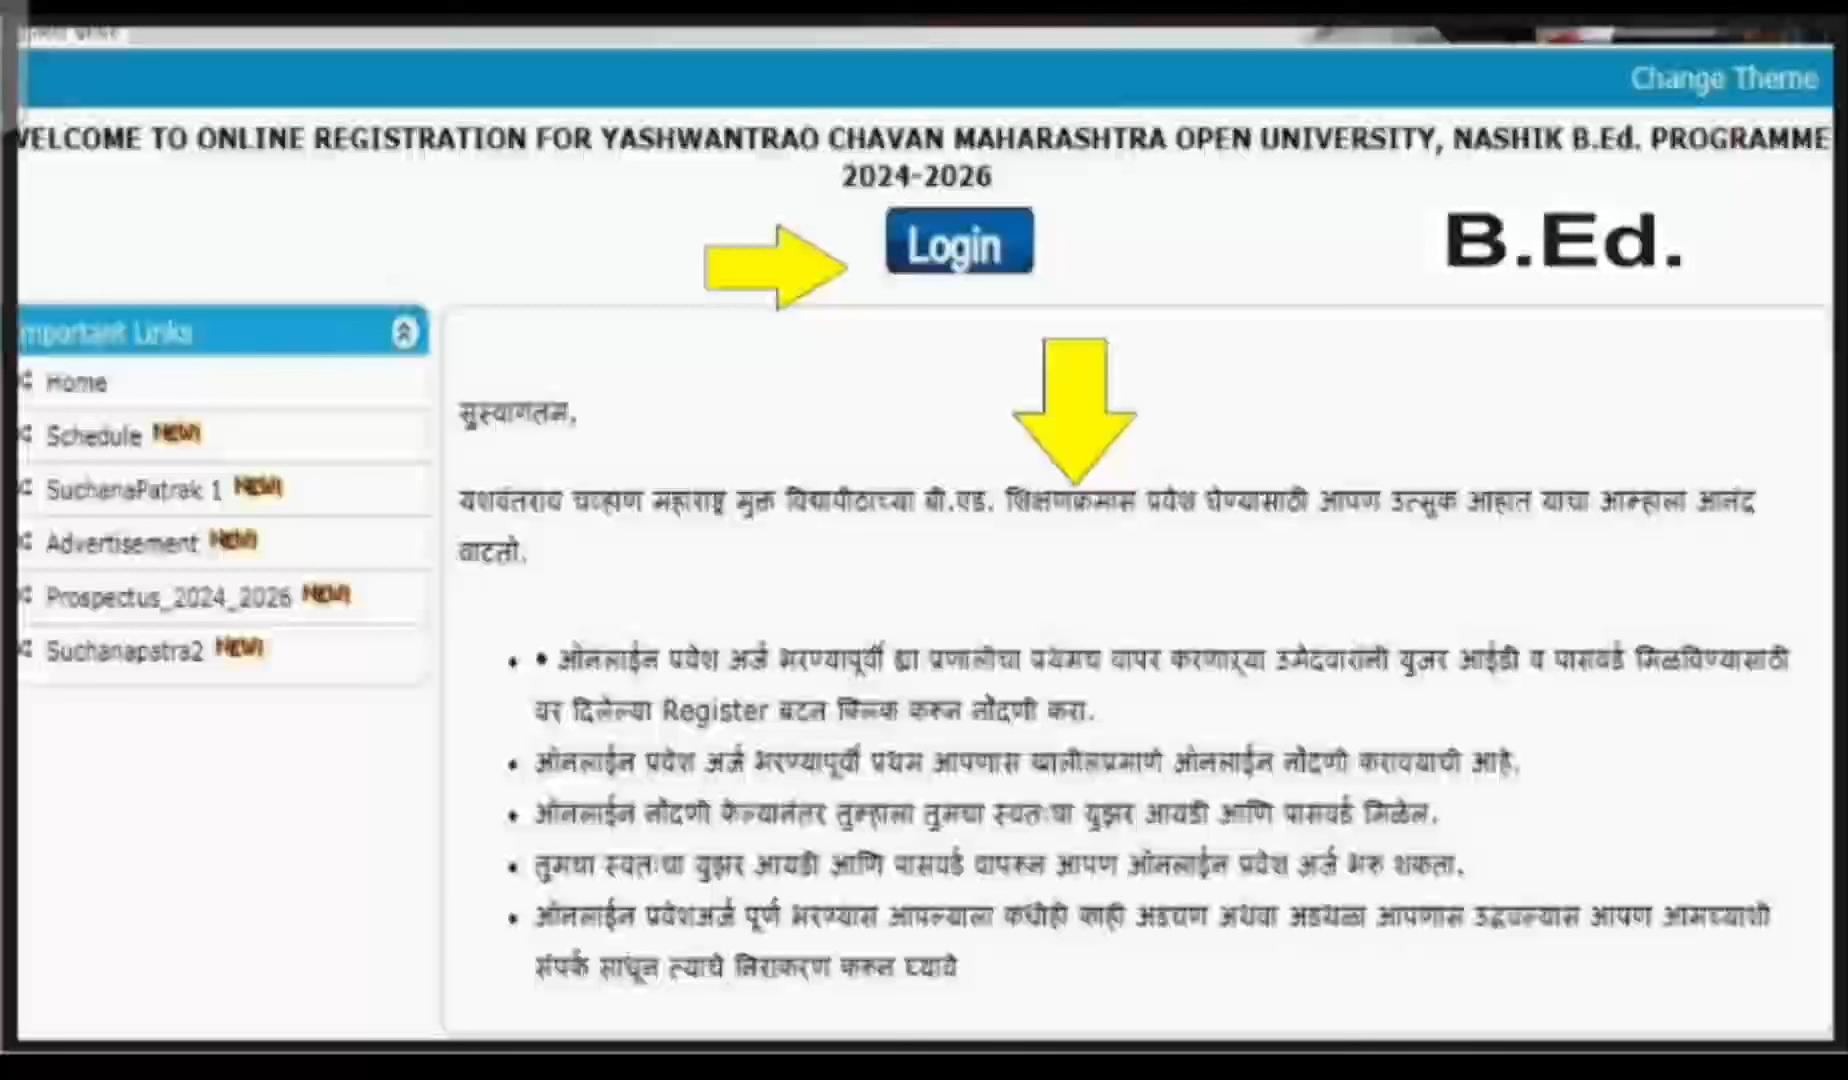 Change Theme
WELCOME TO ONLINE REGISTRATION FOR YASHWANTRAO CHAVAN MAHARASHTRA OPEN UNIVERSITY, NASHIK B.Ed. PROGRAMME
2024-2026
Login
B.Ed.
mportant Links
Home
Schedule NEW!
SuchanaPatrak 1 NEW!
Advertisement NEW!
Prospectus_2024_2026 NEW!
Suchanapatra2 NEW!
सुस्वागतम,
यशवंतराव चव्हाण महाराष्ट्र मुक्त विद्यापीठाच्या बी.एड. शिक्षणक्रमास प्रवेश घेण्यासाठी आपण उत्सुक आहात याचा आम्हाला आनंद
वाटतो.
• • ऑनलाईन प्रवेश अर्ज भरण्यापूर्वी ह्या प्रणालीचा प्रथमच वापर करणाऱ्या उमेदवारांनी युजर आईडी व पासवर्ड मिळविण्यासाठी
वर दिलेल्या Register बटन क्लिक करून नोंदणी करा.
• ऑनलाईन प्रवेश अर्ज भरण्यापूर्वी प्रथम आपणास खालीलप्रमाणे ऑनलाईन नोंदणी करावयाची आहे.
• ऑनलाईन नोंदणी केल्यानंतर तुम्हाला तुमचा स्वतःचा युझर आयडी आणि पासवर्ड मिळेल.
• तुमचा स्वतःचा युझर आयडी आणि पासवर्ड वापरून आपण ऑनलाईन प्रवेश अर्ज भरु शकता.
• ऑनलाईन प्रवेशअर्ज पूर्ण भरण्यास आपल्याला कधीही काही अडचण अथवा अडथळा आपणास उद्भवल्यास आपण आमच्याशी
संपर्क साधून त्याचे निराकरण करून घ्यावे